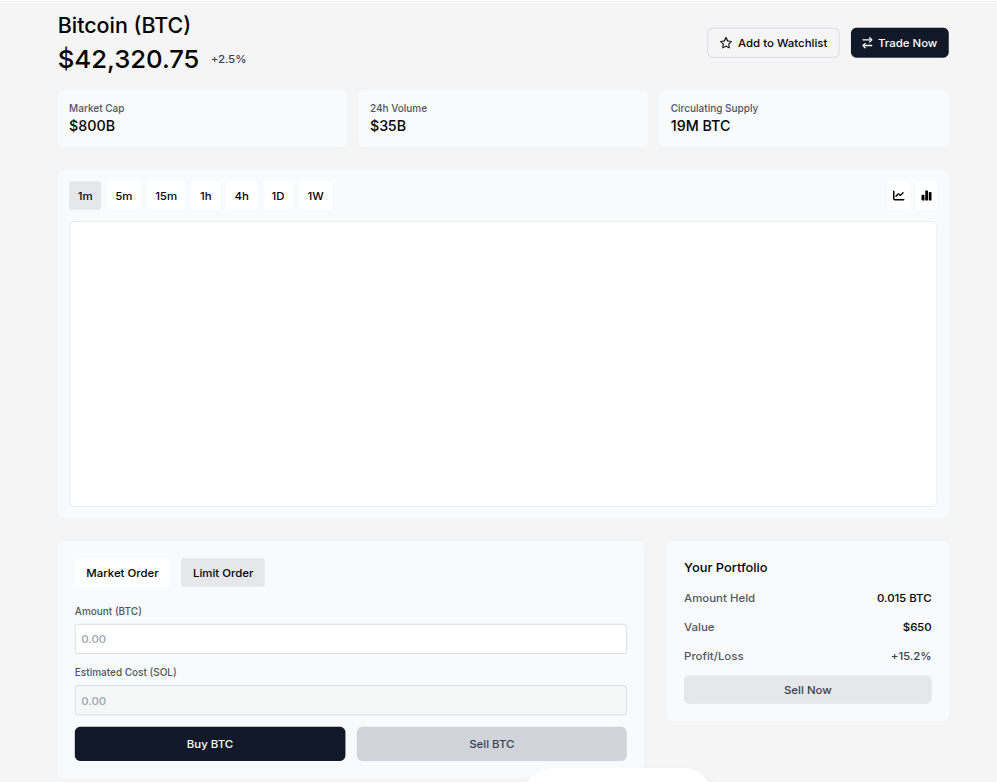 Bitcoin (BTC)
$42,320.75 +2.5%
Add to Watchlist
Trade Now
Market Cap
$800B
24h Volume
$35B
Circulating Supply
19M BTC
1m 5m 15m 1h 4h 1D 1W
Market Order Limit Order
Amount (BTC)
0.00
Estimated Cost (SOL)
0.00
Buy BTC Sell BTC
Your Portfolio
Amount Held 0.015 BTC
Value $650
Profit/Loss +15.2%
Sell Now